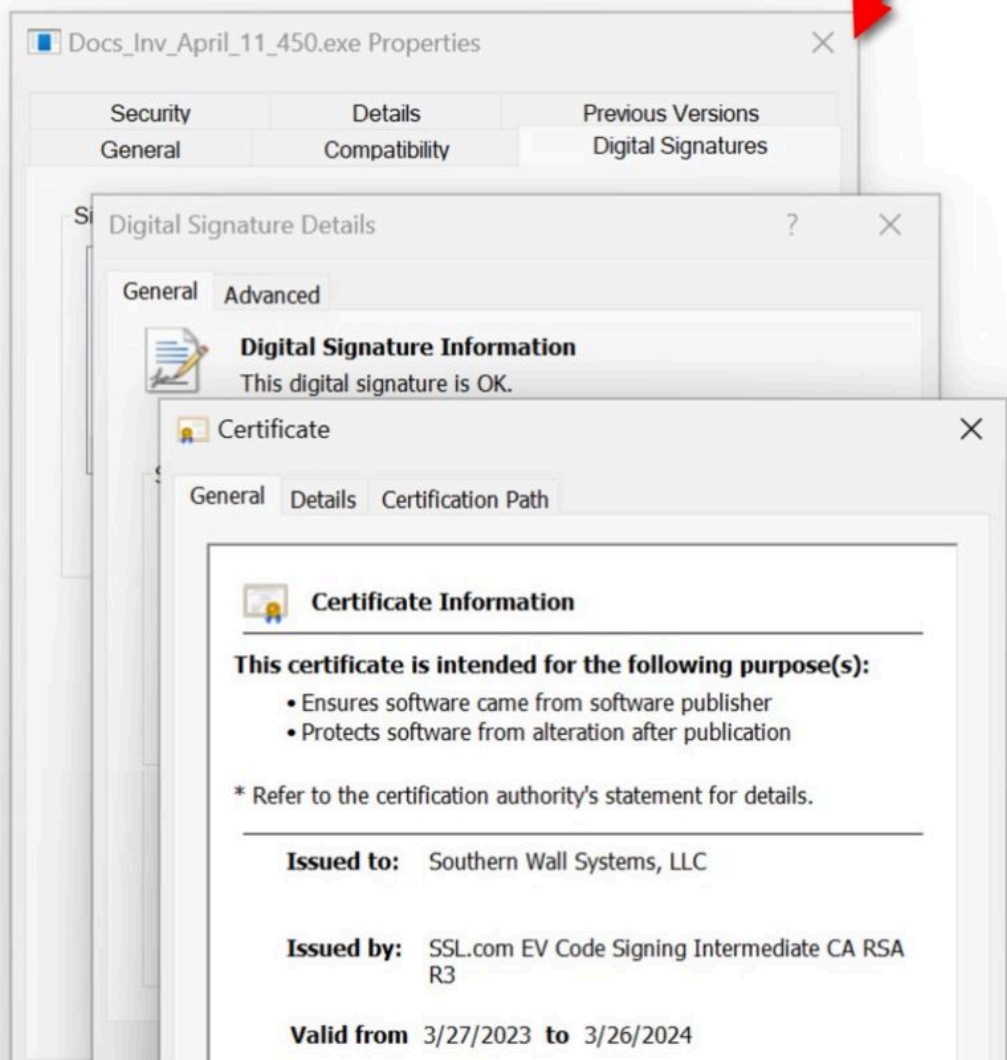 Docs_Inv_April_11_450.exe Properties
Security Details Previous Versions
General Compatibility Digital Signatures
Digital Signature Details
General Advanced
Digital Signature Information
This digital signature is OK.
Certificate
General Details Certification Path
Certificate Information
This certificate is intended for the following purpose(s):
• Ensures software came from software publisher
• Protects software from alteration after publication
* Refer to the certification authority's statement for details.
Issued to: Southern Wall Systems, LLC
Issued by: SSL.com EV Code Signing Intermediate CA RSA
R3
Valid from 3/27/2023 to 3/26/2024